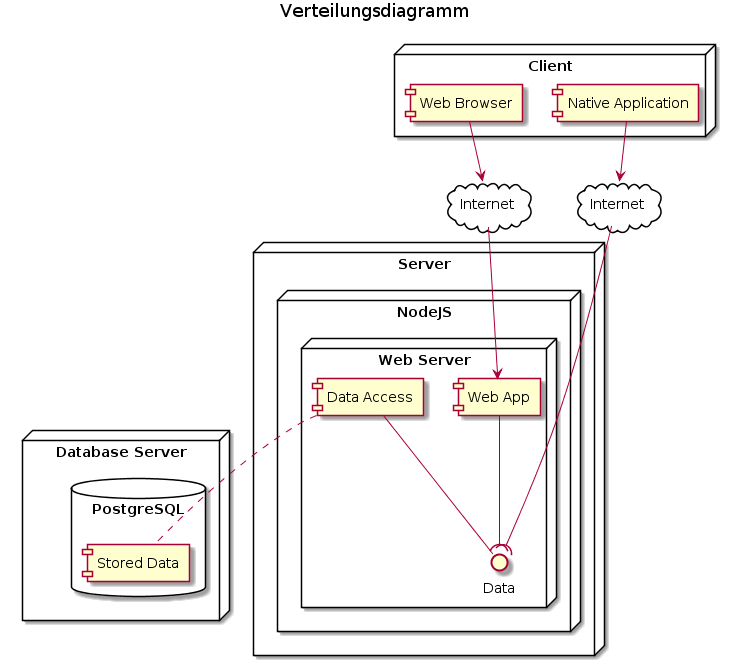 Verteilungsdiagramm
Client
Web Browser
Native Application
Internet
Internet
Server
NodeJS
Web Server
Data Access
Web App
Database Server
PostgreSQL
Stored Data
Data